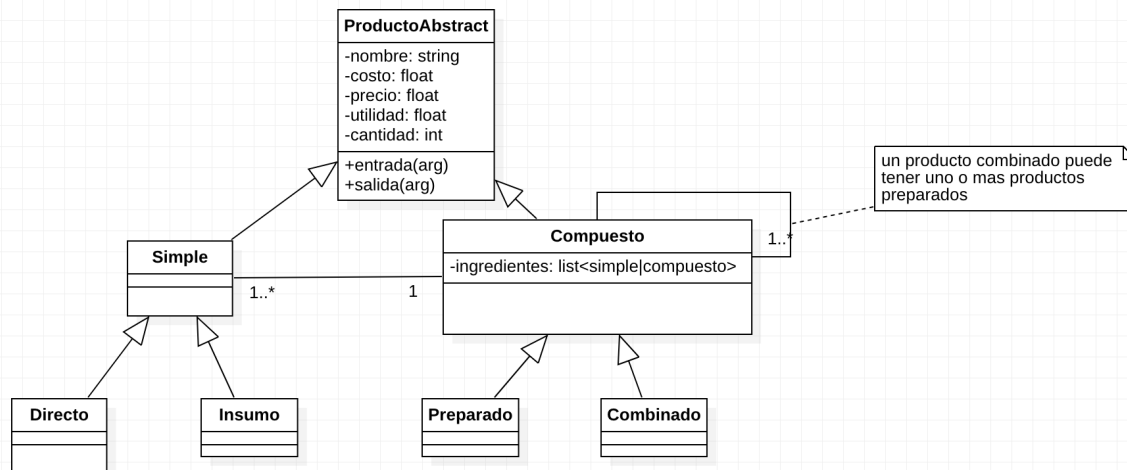 ProductoAbstract
-nombre: string
-costo: float
-precio: float
-utilidad: float
-cantidad: int
+entrada(arg)
+salida(arg)
un producto combinado puede
tener uno o mas productos
preparados
Compuesto
1..*
-ingredientes: list<simple|compuesto>
Simple
1..*
1
Directo
Insumo
Preparado
Combinado